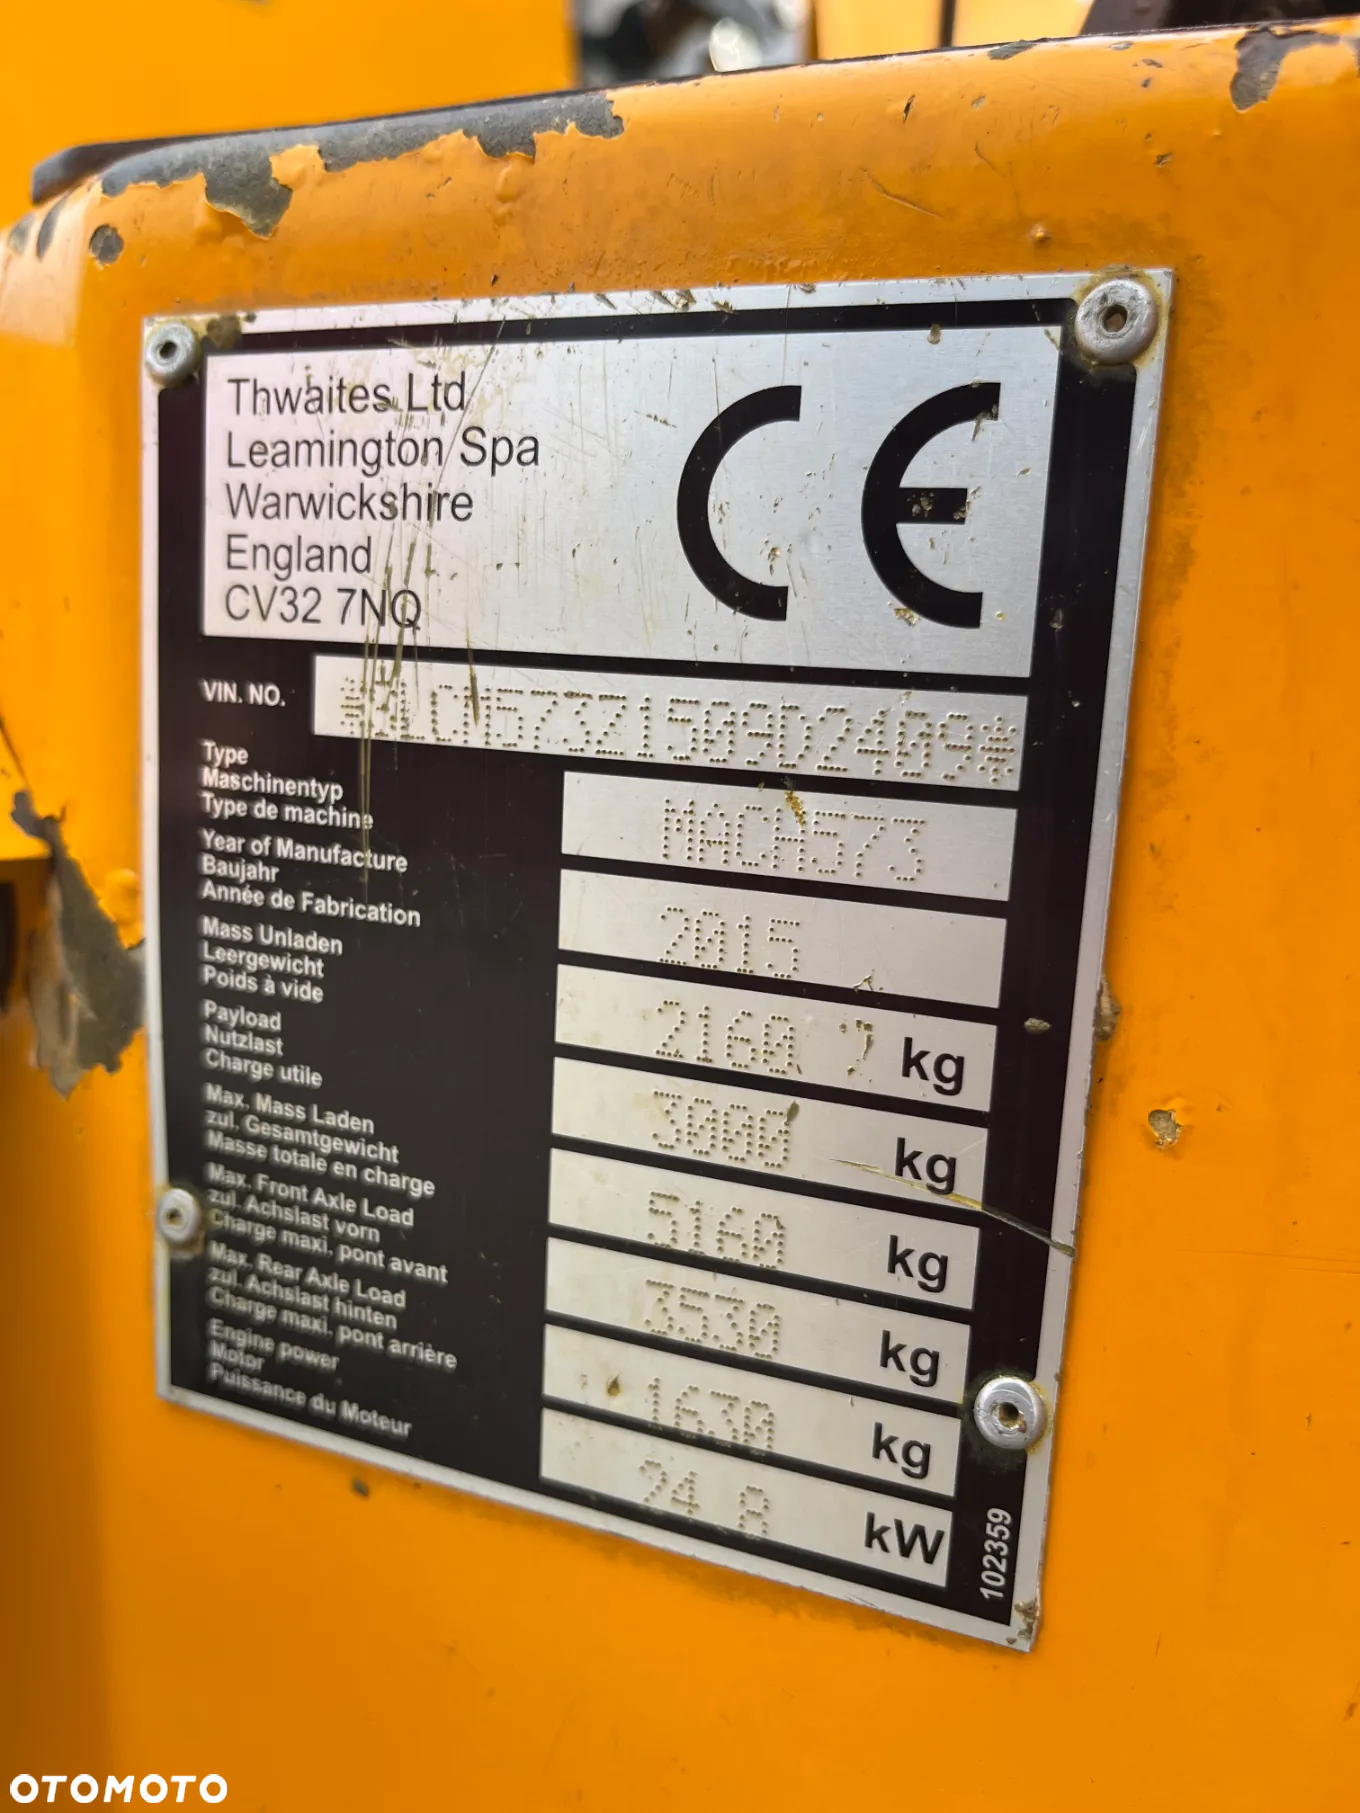 Thwaites Ltd
Leamington Spa
Warwickshire
England
CV32 7NQ
CE
VIN. NO.
Type
Maschinentyp
Type de machine
MACHA573
Year of Manufacture
Baujahr
Année de Fabrication
2015
Mass Unladen
Leergewicht
Poids à vide
2160 kg
Payload
Nutzlast
Charge utile
3000 kg
Max. Mass Laden
zul. Gesamtgewicht
Masse totale en charge
5160 kg
Max. Front Axle Load
zul. Achslast vorn
Charge maxi, pont avant
3530 kg
Max. Rear Axle Load
zul. Achslast hinten
Charge maxi, pont arrière
1630 kg
Engine power
Motor
Puissance du Moteur
kW
102359
OTOMOTO